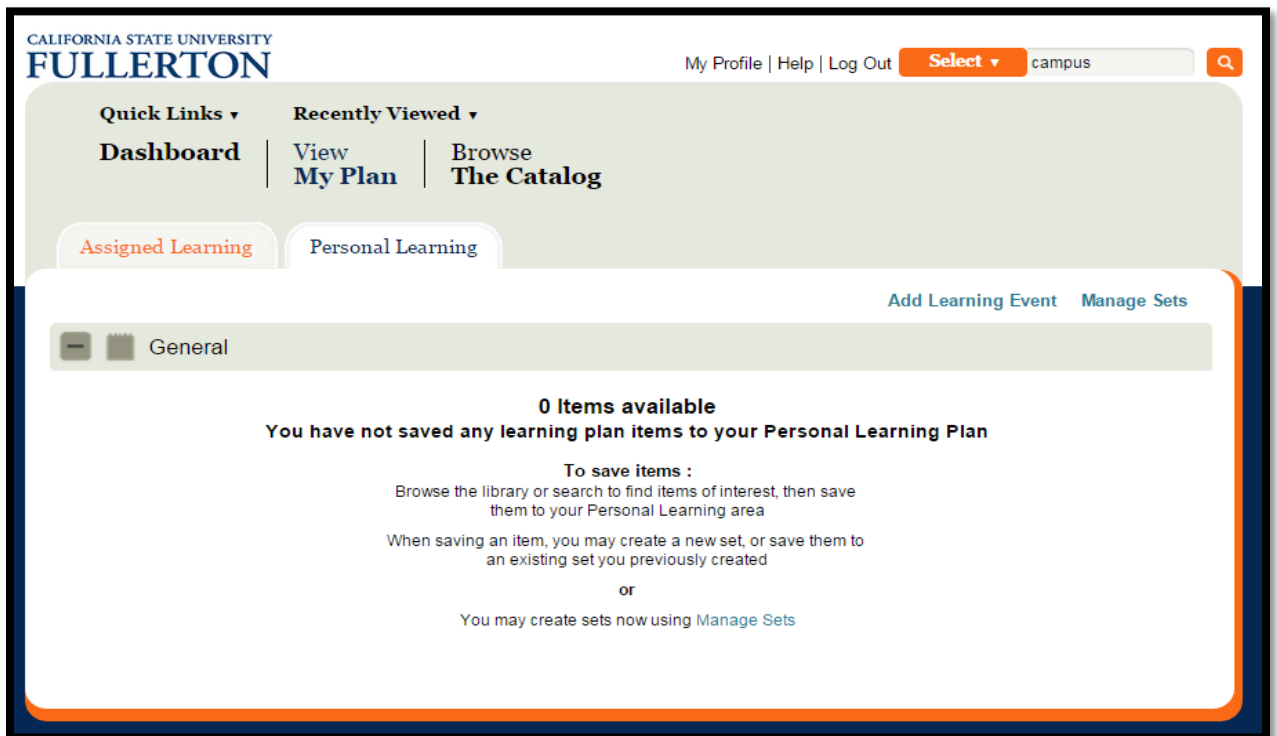 CALIFORNIA STATE UNIVERSITY
FULLERTON
My Profile | Help | Log Out Select ▾ campus
Quick Links ▾ Recently Viewed ▾
Dashboard View Browse
My Plan The Catalog
Assigned Learning Personal Learning
Add Learning Event Manage Sets
General
0 Items available
You have not saved any learning plan items to your Personal Learning Plan
To save items :
Browse the library or search to find items of interest, then save
them to your Personal Learning area
When saving an item, you may create a new set, or save them to
an existing set you previously created
or
You may create sets now using Manage Sets